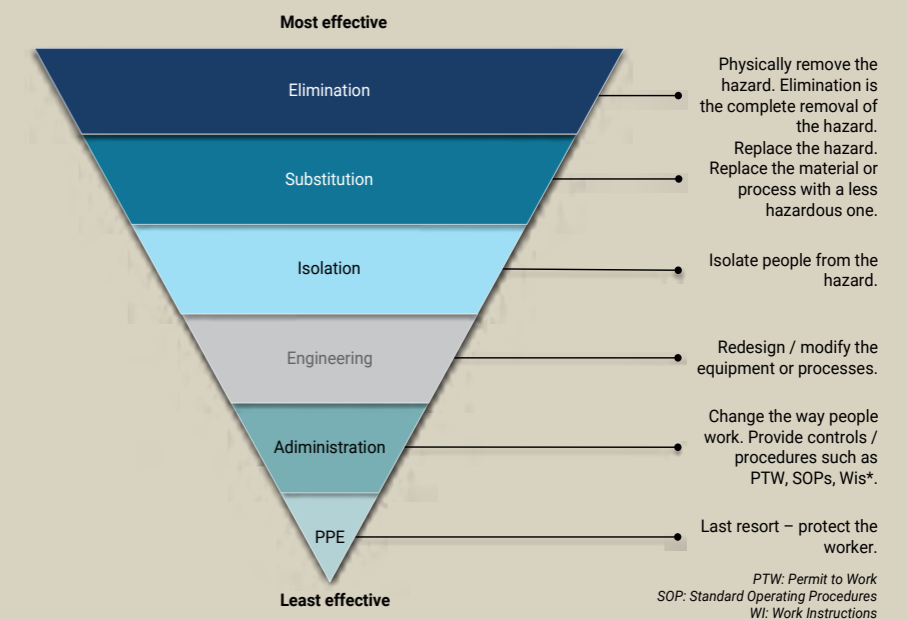 Most effective
Elimination
Physically remove the
hazard. Elimination is
the complete removal of
the hazard.
Substitution
Replace the hazard.
Replace the material or
process with a less
hazardous one.
Isolation
Isolate people from the
hazard.
Engineering
Redesign / modify the
equipment or processes.
Adiministration
Change the way people
work. Provide controls /
procedures such as
PTW, SOPs, Wis*.
PPE
Last resort – protect the
worker.
Least effective
PTW: Permit to Work
SOP: Standard Operating Procedures
WI: Work Instructions